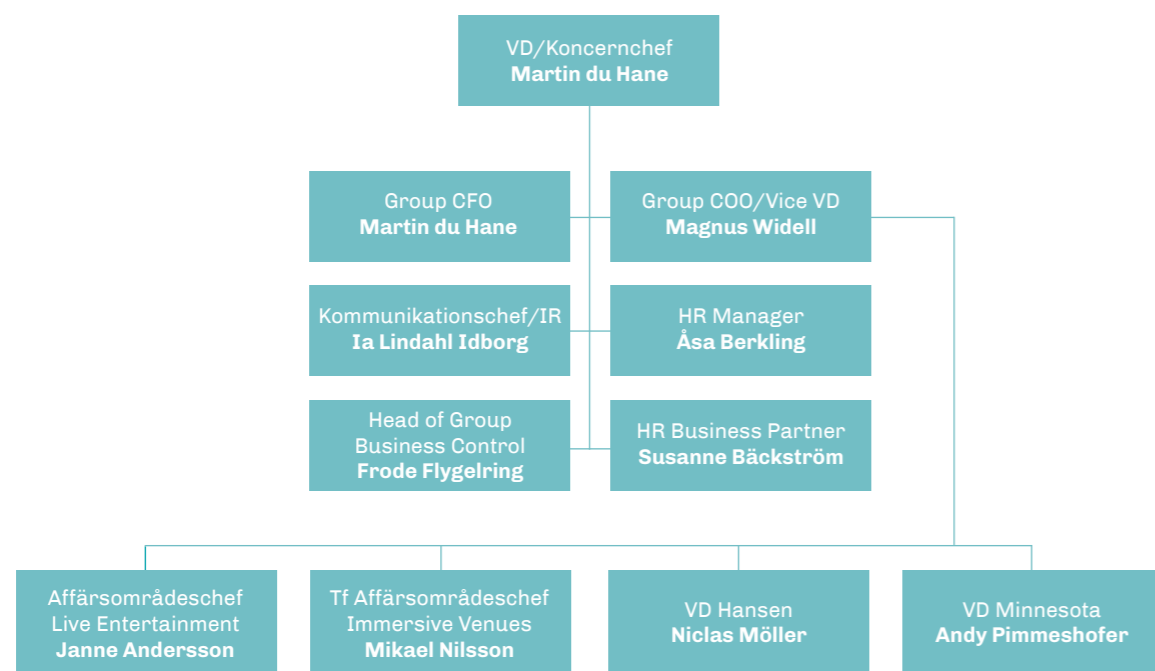 VD/Koncernchef
Martin du Hane
Group CFO
Martin du Hane
Group COO/Vice VD
Magnus Widell
Kommunikationschef/IR
Ia Lindahl Idborg
HR Manager
Åsa Berkling
Head of Group
Business Control
Frode Flygelring
HR Business Partner
Susanne Bäckström
Affärsområdeschef
Live Entertainment
Janne Andersson
Tf Affärsområdeschef
Immersive Venues
Mikael Nilsson
VD Hansen
Niclas Möller
VD Minnesota
Andy Pimmeshofer